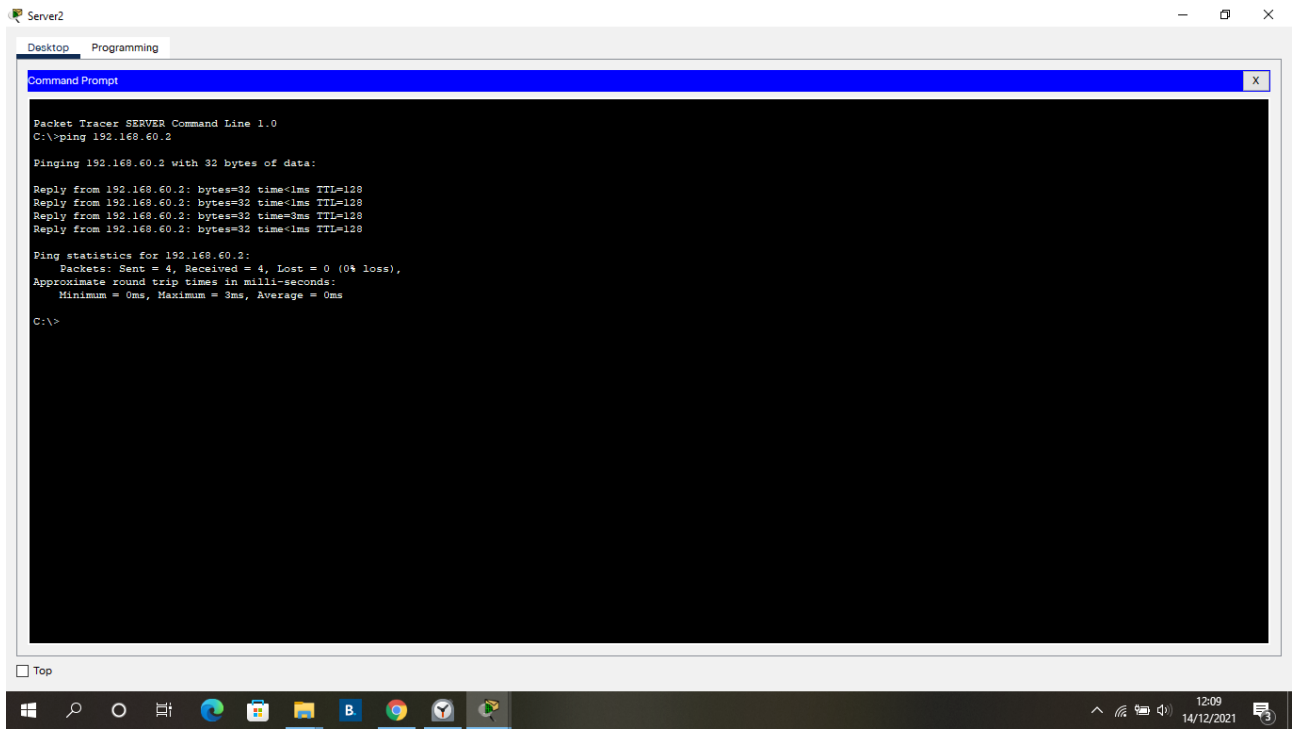 Server2
Desktop Programming
Command Prompt
X
Packet Tracer SERVER Command Line 1.0
C:\>ping 192.168.60.2
Pinging 192.168.60.2 with 32 bytes of data:
Reply from 192.168.60.2: bytes=32 time<1ms TTL=128
Reply from 192.168.60.2: bytes=32 time<1ms TTL=128
Reply from 192.168.60.2: bytes=32 time=3ms TTL=128
Reply from 192.168.60.2: bytes=32 time<1ms TTL=128
Ping statistics for 192.168.60.2:
Packets: Sent = 4, Received = 4, Lost = 0 (0% loss),
Approximate round trip times in milli-seconds:
Minimum = 0ms, Maximum = 3ms, Average = 0ms
C:\>
Top
B.
12:09
14/12/2021
3